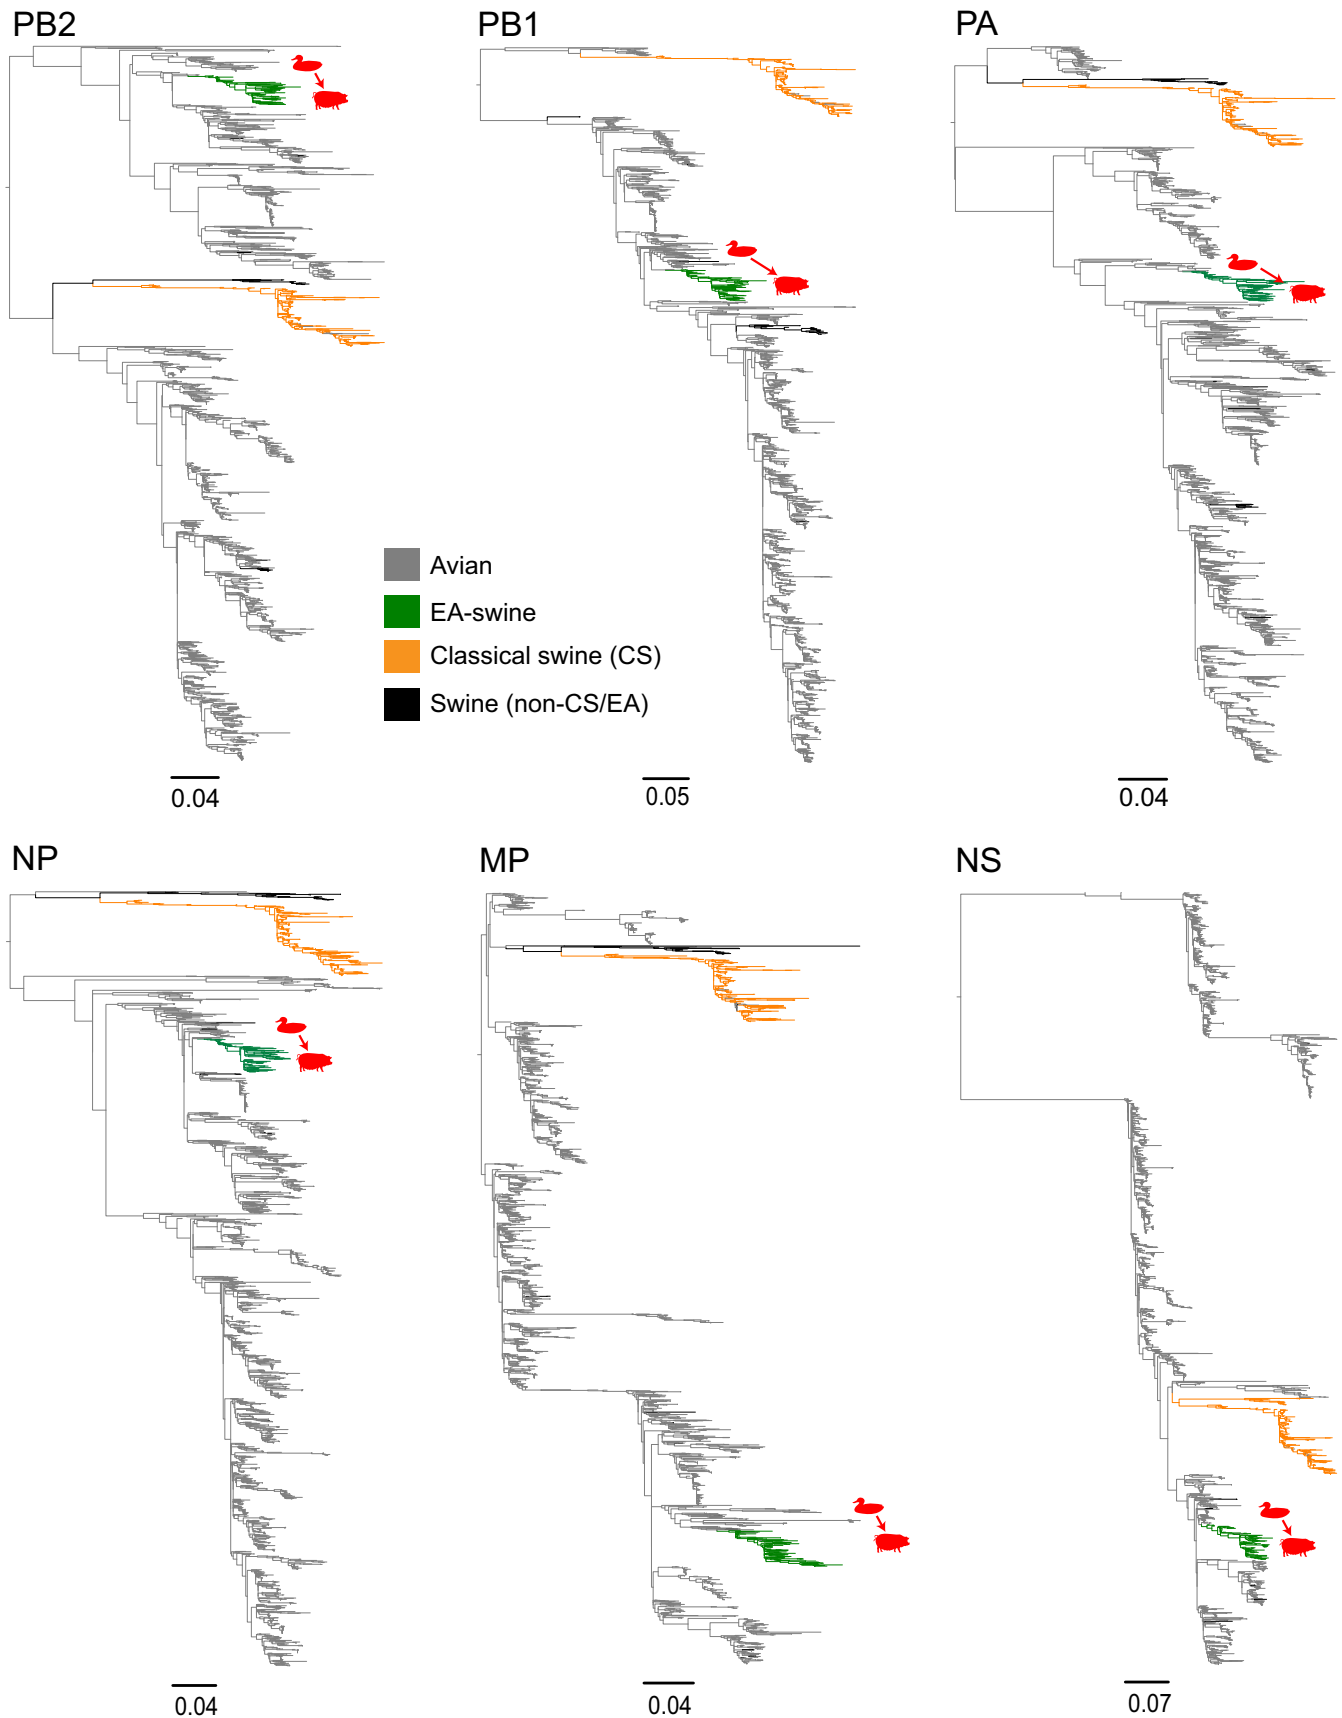 PB2
PB1
PA
Avian
EA-swine
Classical swine (CS)
Swine (non-CS/EA)
0.04
0.05
0.04
NP
MP
NS
0.04
0.04
0.07